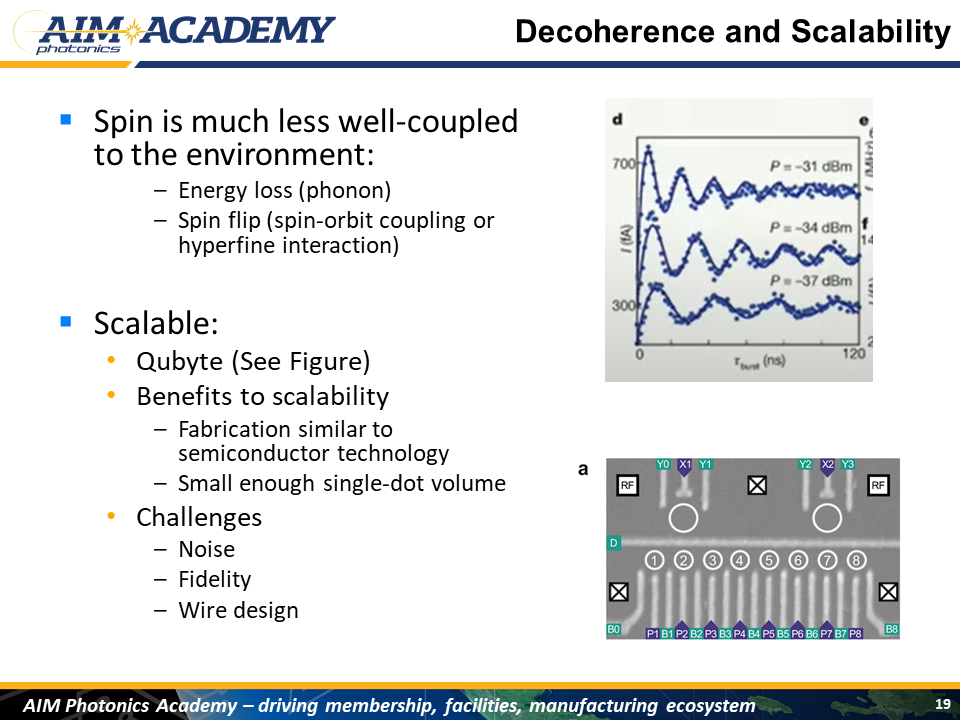 AIM ACADEMY
photonics
Decoherence and Scalability
▪ Spin is much less well-coupled
to the environment:
– Energy loss (phonon)
– Spin flip (spin-orbit coupling or
hyperfine interaction)
▪ Scalable:
• Qubyte (See Figure)
• Benefits to scalability
– Fabrication similar to
semiconductor technology
– Small enough single-dot volume
• Challenges
– Noise
– Fidelity
– Wire design
d
e
700
P = −31 dBm
P = −34 dBm
f
14
I (fA)
P = −37 dBm
300
0
120
τburst (ns)
a
Y0 X1 Y1 Y2 X2 Y3
RF RF
D
1 2 3 4 5 6 7 8
B0 P1 B1 P2 B2 P3 B3 P4 B4 P5 B5 P6 B6 P7 B7 P8 B8
AIM Photonics Academy – driving membership, facilities, manufacturing ecosystem
19